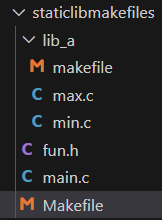 staticlibmakefiles
lib_a
M makefile
C max.c
C min.c
C fun.h
C main.c
M Makefile